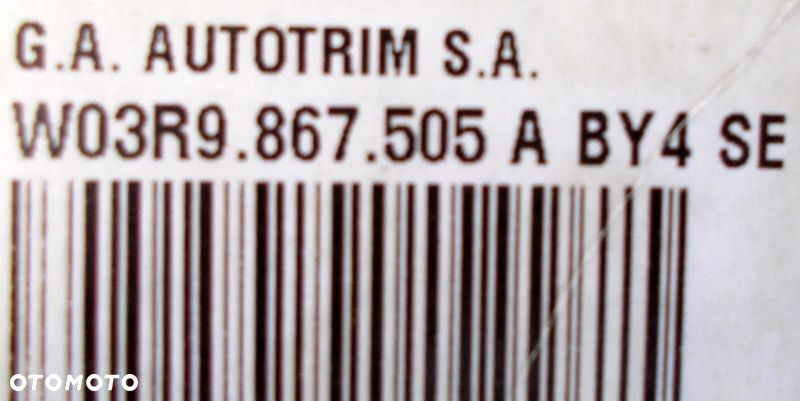 G.A. AUTOTRIM S.A.
W03R9.867.505 A BY4 SE
OTOMOTO